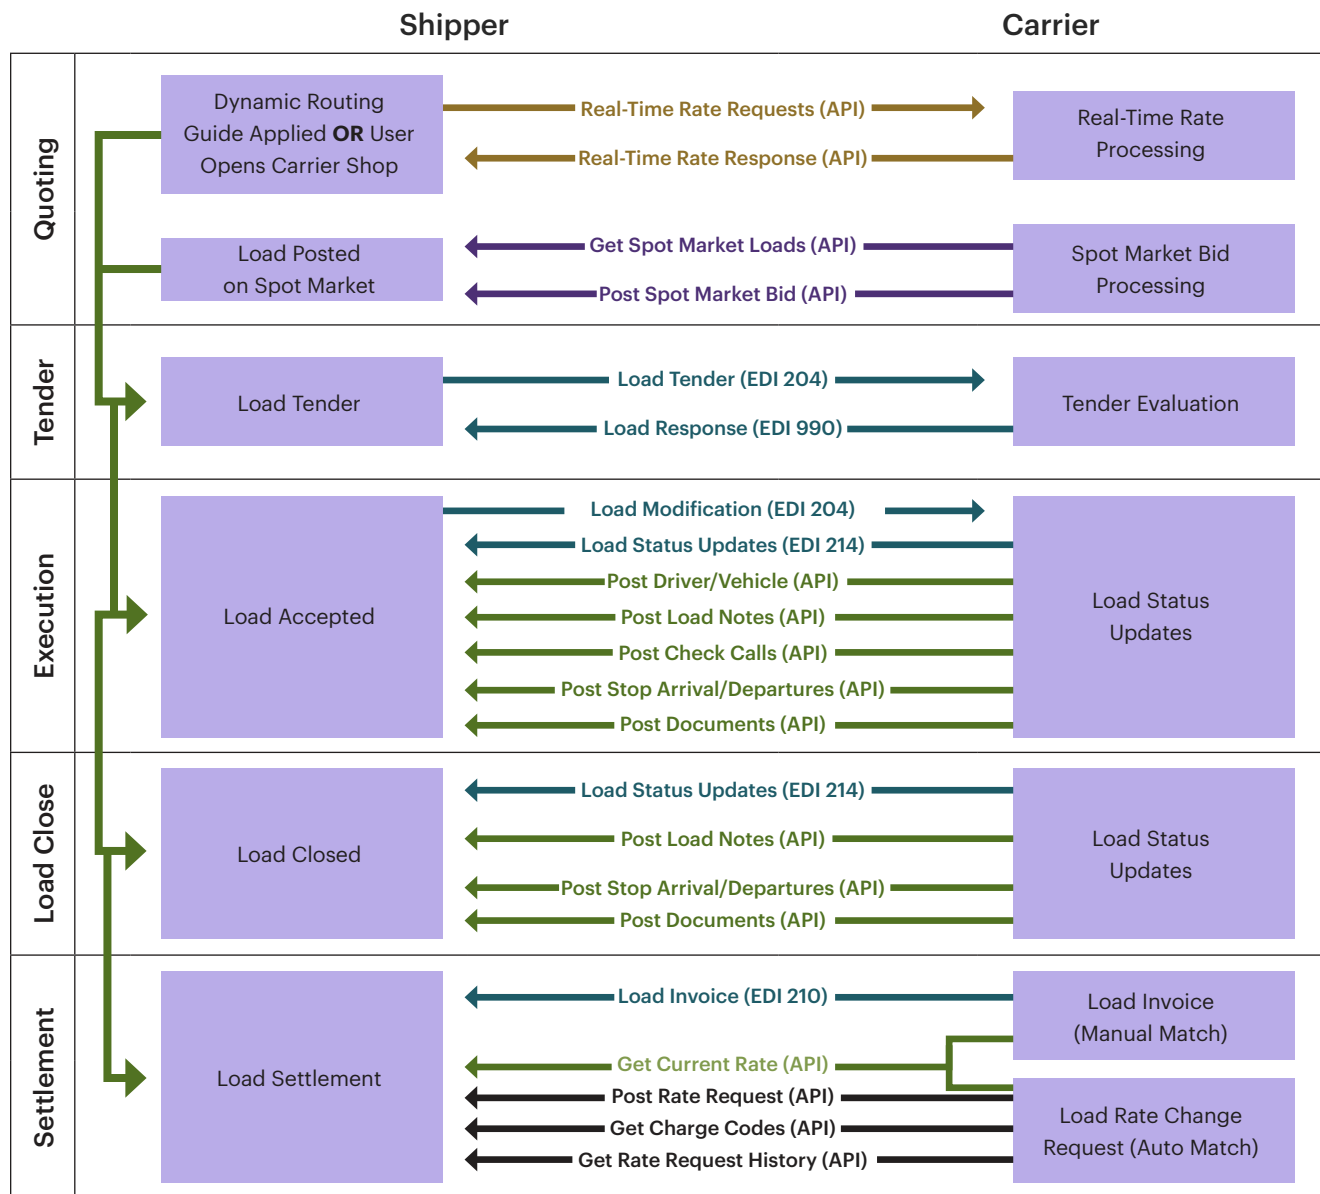 Shipper
Carrier
Quoting
Dynamic Routing
Guide Applied OR User
Opens Carrier Shop
Real-Time Rate Requests (API)
Real-Time Rate Response (API)
Real-Time Rate
Processing
Load Posted
on Spot Market
Get Spot Market Loads (API)
Post Spot Market Bid (API)
Spot Market Bid
Processing
Tender
Load Tender
Load Tender (EDI 204)
Load Response (EDI 990)
Tender Evaluation
Execution
Load Accepted
Load Modification (EDI 204)
Load Status Updates (EDI 214)
Post Driver/Vehicle (API)
Post Load Notes (API)
Post Check Calls (API)
Post Stop Arrival/Departures (API)
Post Documents (API)
Load Status
Updates
Load Close
Load Closed
Load Status Updates (EDI 214)
Post Load Notes (API)
Post Stop Arrival/Departures (API)
Post Documents (API)
Load Status
Updates
Settlement
Load Settlement
Load Invoice (EDI 210)
Get Current Rate (API)
Post Rate Request (API)
Get Charge Codes (API)
Get Rate Request History (API)
Load Invoice
(Manual Match)
Load Rate Change
Request (Auto Match)